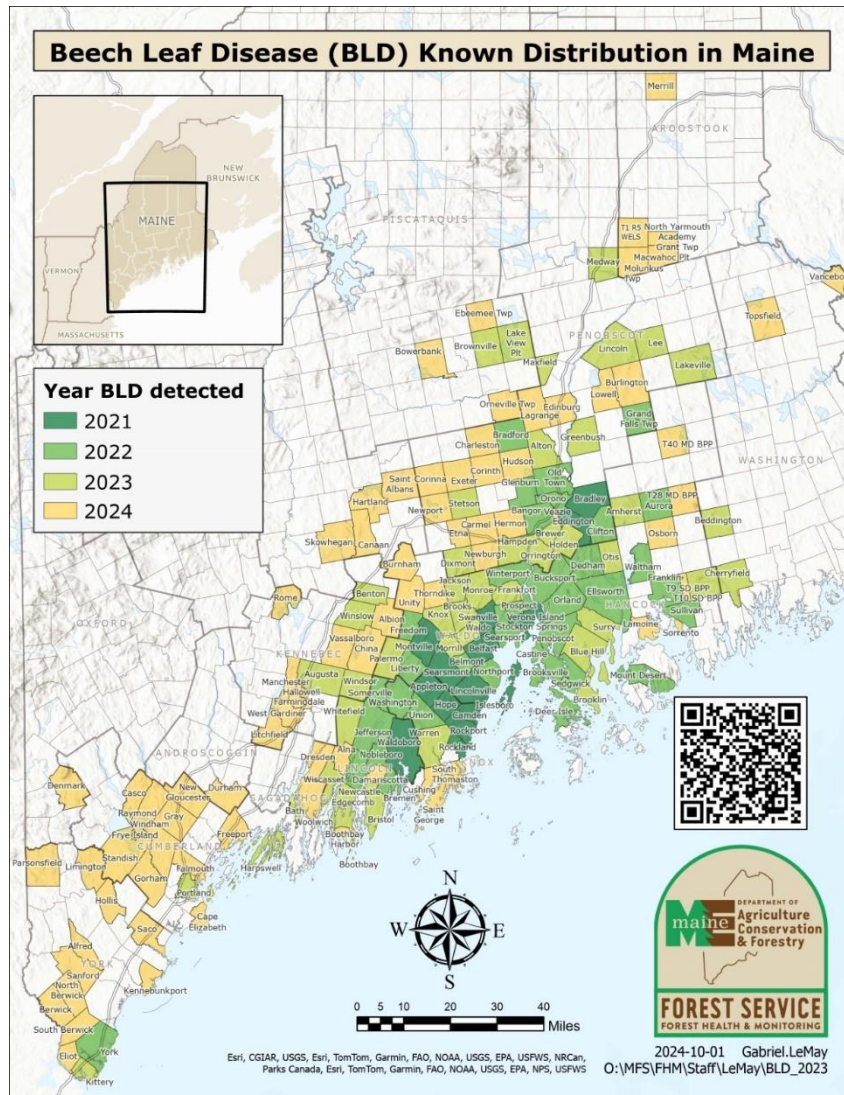 Beech Leaf Disease (BLD) Known Distribution in Maine
NEW
BRUNSWICK
MAINE
VERMONT
MASSACHUSETTS
Year BLD detected
2021
2022
2023
2024
Merrill
AROOSTOOK
PISCATAQUIS
T1 R5
WELS
North Yarmouth
Academy
Grant Twp
Macwahoc Plt
Molunkus
Twp
Medway
Vanceboro
Topsfield
Ebeemee Twp
Bowerbank
Brownville
Lake
View
Plt
Maxfield
PENOBSCOT
Lincoln
Lee
Lakeville
Burlington
Lowell
Orneville Twp
Lagrange
Edinburg
Grand
Falls Twp
Bradford
Charleston
Alton
Greenbush
T40 MD BPP
WASHINGTON
Hudson
Corinth
Saint
Albans
Corinna
Exeter
Glenburn
Old
Town
Hartland
Stetson
Orono
Bradley
T28 MD BPP
Newport
Bangor
Veazie
Amherst
Aurora
Eddington
Beddington
Carmel
Hermon
Clifton
Etna
Brewer
Skowhegan
Canaan
Hampden
Holden
Osborn
Dixmont
Newburgh
Orrington
Otis
Burnham
Dedham
Waltham
Jackson
Winterport
Bucksport
Cherryfield
Rome
Benton
Thorndike
Monroe
Frankfort
Ellsworth
Franklin
T9 SD BPP
T10 SD BPP
OXFORD
Unity
Brooks
Prospect
Orland
HANCOCK
Sullivan
Winslow
Albion
Knox
Swanville
Verona Island
Freedom
Waldo
Stockton Springs
Surry
Lamoine
Vassalboro
WALDO
Searsport
Penobscot
Sorrento
Montville
Morrill
Belfast
KENNEBEC
China
Palermo
Belmont
Castine
Blue Hill
Liberty
Searsmont
Northport
Brooksville
Mount Desert
Manchester
Augusta
Windsor
Sedgwick
Hallowell
Somerville
Appleton
Lincolnville
Brooklin
Farmingdale
Washington
Islesboro
West Gardiner
Whitefield
Hope
Deer Isle
Litchfield
Union
Camden
Jefferson
Warren
Rockport
ANDROSCOGGIN
Alna
Waldoboro
Rockland
Dresden
Nobleboro
KNOX
LINCOLN
South
Thomaston
Wiscasset
Damariscotta
Cushing
Denmark
Casco
New
Gloucester
Durham
SAGADAHOC
Newcastle
Bremen
Saint
George
Bath
Edgecomb
Raymond
Woolwich
Bristol
Windham
Gray
Freeport
Boothbay
Harbor
Frye Island
CUMBERLAND
Parsonsfield
Standish
Harpswell
Boothbay
Limington
Falmouth
Gorham
Portland
Hollis
Cape
Elizabeth
Saco
Alfred
YORK
Sanford
Kennebunkport
North
Berwick
Berwick
South Berwick
York
Eliot
Kittery
N
W
E
S
0 5 10 20 30 40
Miles
DEPARTMENT OF
maine
Agriculture
Conservation
& Forestry
FOREST SERVICE
FOREST HEALTH & MONITORING
Esri, CGIAR, USGS, Esri, TomTom, Garmin, FAO, NOAA, USGS, EPA, USFWS, NRCan,
Parks Canada, Esri, TomTom, Garmin, FAO, NOAA, USGS, EPA, NPS, USFWS
2024-10-01 Gabriel.LeMay
O:\MFS\FHM\Staff\LeMay\BLD_2023